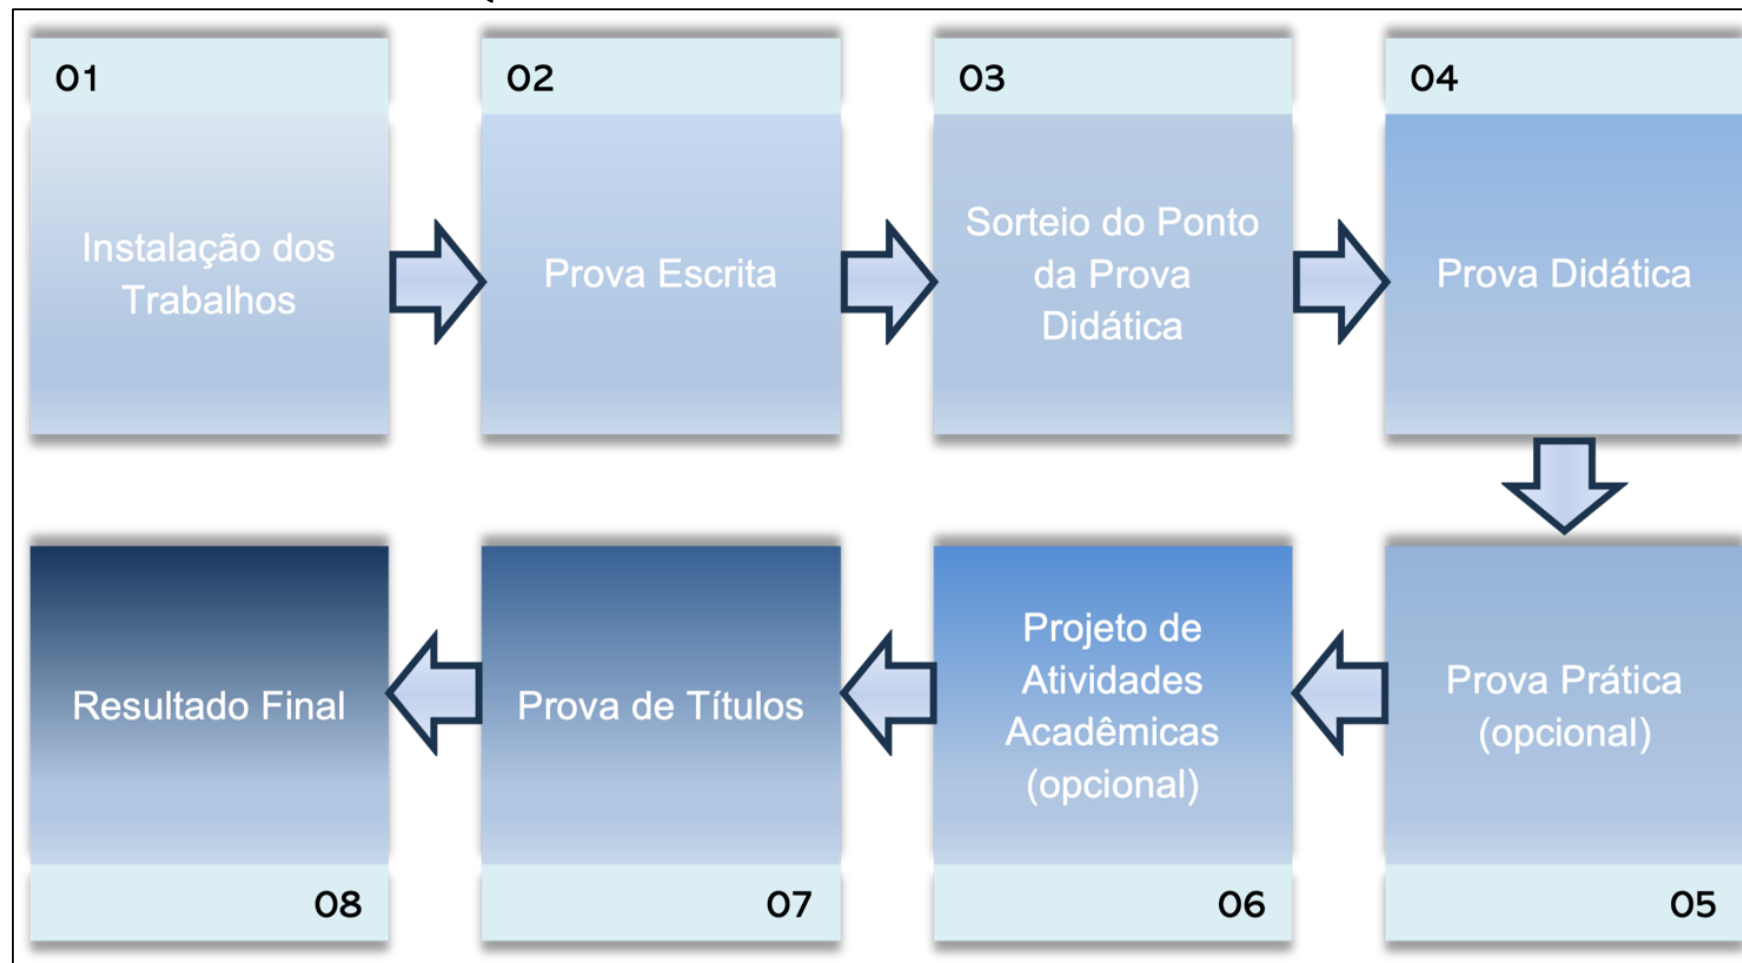 01
Instalação dos
Trabalhos
02
Prova Escrita
03
Sorteio do Ponto
da Prova
Didática
04
Prova Didática
Prova Prática
(opcional)
05
Projeto de
Atividades
Acadêmicas
(opcional)
06
Prova de Títulos
07
Resultado Final
08